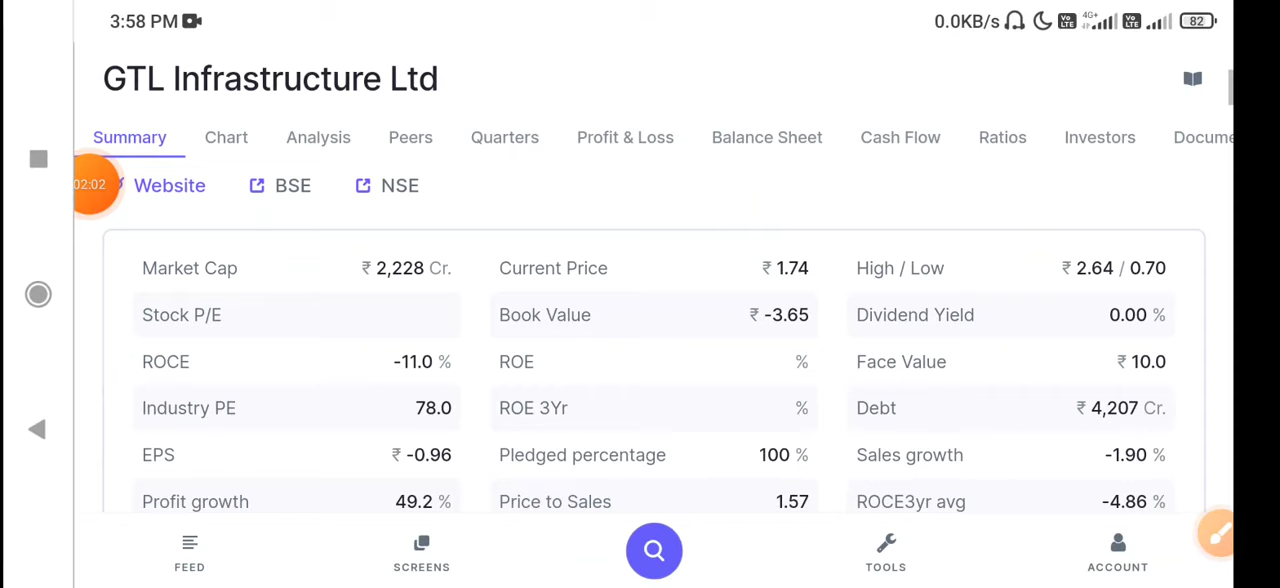 3:58 PM 0.0KB/s Vo LTE 4G+ Vo LTE 82
GTL Infrastructure Ltd
Summary Chart Analysis Peers Quarters Profit & Loss Balance Sheet Cash Flow Ratios Investors Docume
02:02 Website BSE NSE
Market Cap ₹ 2,228 Cr. Current Price ₹ 1.74 High / Low ₹ 2.64 / 0.70
Stock P/E Book Value ₹ -3.65 Dividend Yield 0.00 %
ROCE -11.0 % ROE % Face Value ₹ 10.0
Industry PE 78.0 ROE 3Yr % Debt ₹ 4,207 Cr.
EPS ₹ -0.96 Pledged percentage 100 % Sales growth -1.90 %
Profit growth 49.2 % Price to Sales 1.57 ROCE3yr avg -4.86 %
FEED SCREENS TOOLS ACCOUNT